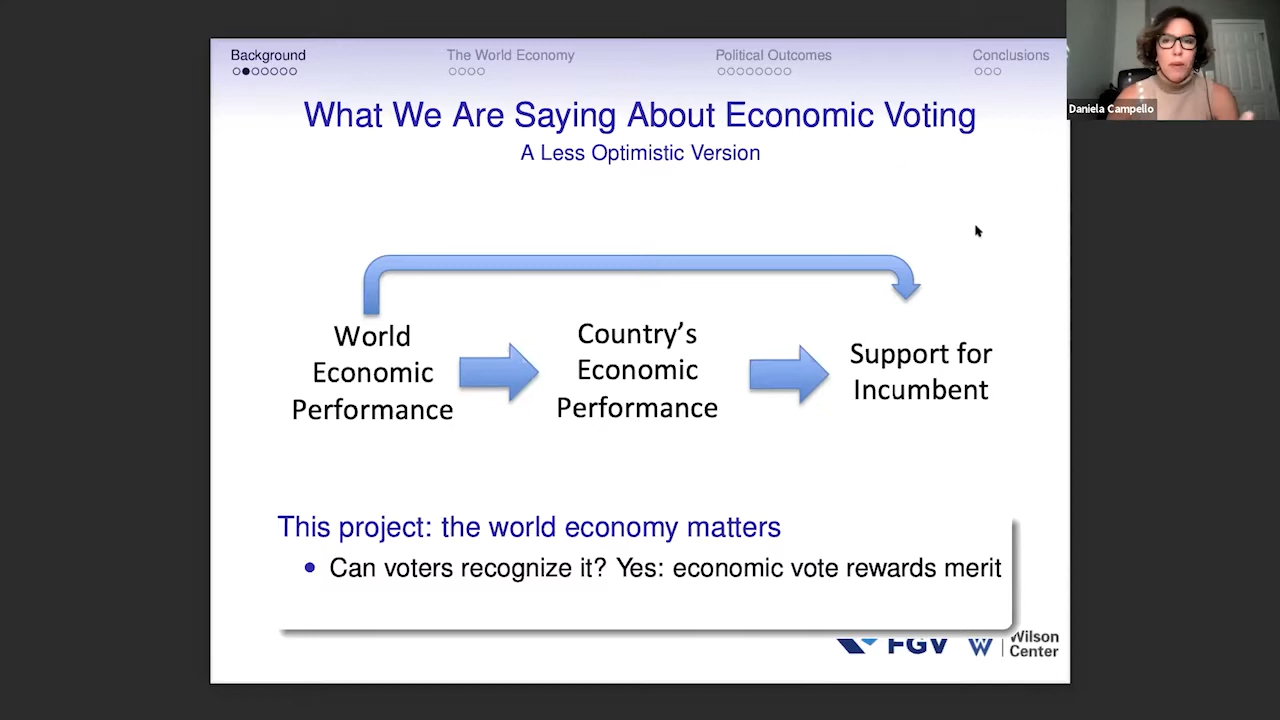 Background
The World Economy
Political Outcomes
Conclusions
Daniela Campello
What We Are Saying About Economic Voting
A Less Optimistic Version
World
Economic
Performance
Country's
Economic
Performance
Support for
Incumbent
This project: the world economy matters
• Can voters recognize it? Yes: economic vote rewards merit
FGV
Wilson
Center